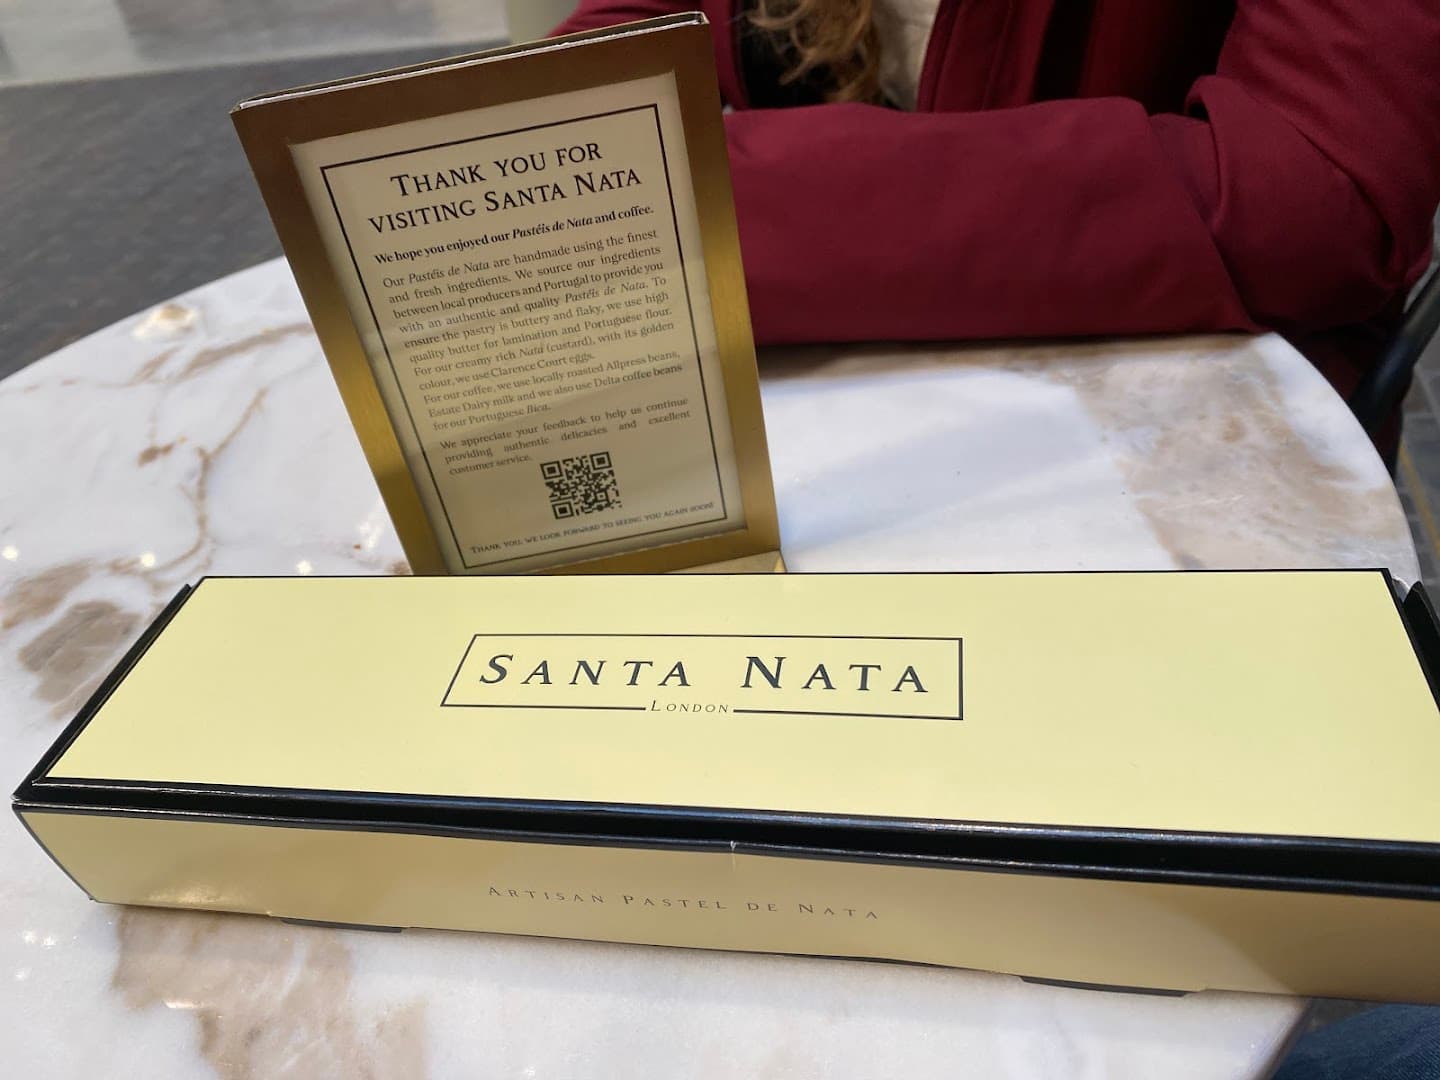 THANK YOU FOR
VISITING SANTA NATA
We hope you enjoyed our Pastéis de Nata and coffee.
Our Pastéis de Nata are handmade using the finest
and fresh ingredients. We source our ingredients
between local producers and Portugal to provide you
with an authentic and quality Pastéis de Nata. To
ensure the pastry is buttery and flaky, we use high
quality butter for lamination and Portuguese flour.
For our creamy rich Nata (custard), with its golden
colour, we use Clarence Court eggs.
For our coffee, we use locally roasted Allpress beans,
Estate Dairy milk and we also use Delta coffee beans
for our Portuguese Bica.
We appreciate your feedback to help us continue
providing authentic delicacies and excellent
customer service.
THANK YOU, WE LOOK FORWARD TO SEEING YOU AGAIN SOON!
SANTA NATA
LONDON
ARTISAN PASTEL DE NATA